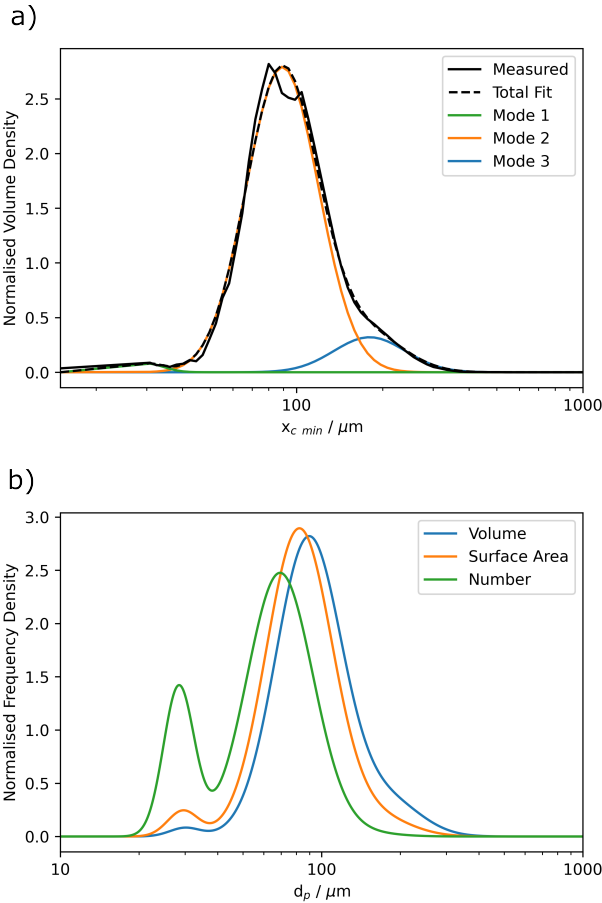 a)
Normalised Volume Density
2.5
2.0
1.5
1.0
0.5
0.0
Measured
Total Fit
Mode 1
Mode 2
Mode 3
100
1000
x_c min / μm
b)
Normalised Frequency Density
3.0
2.5
2.0
1.5
1.0
0.5
0.0
Volume
Surface Area
Number
10
100
1000
d_p / μm